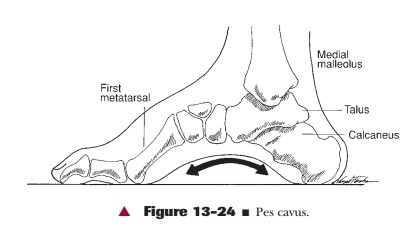 Medial
malleolus
First
metatarsal
Talus
Calcaneus
▲ Figure 13-24 ■ Pes cavus.